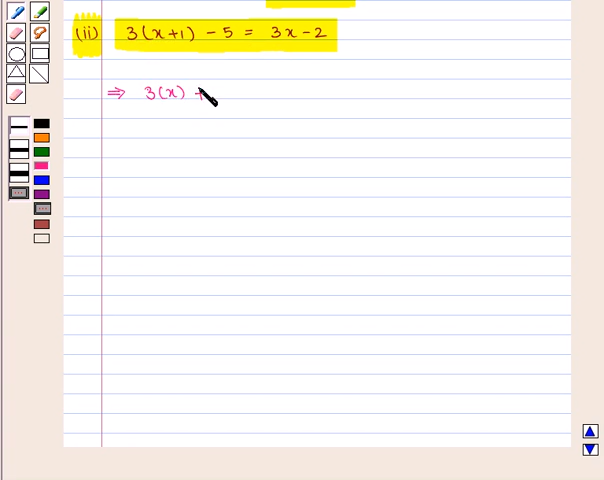 (ii) 3(x+1) - 5 = 3x - 2
⇒ 3(x) +